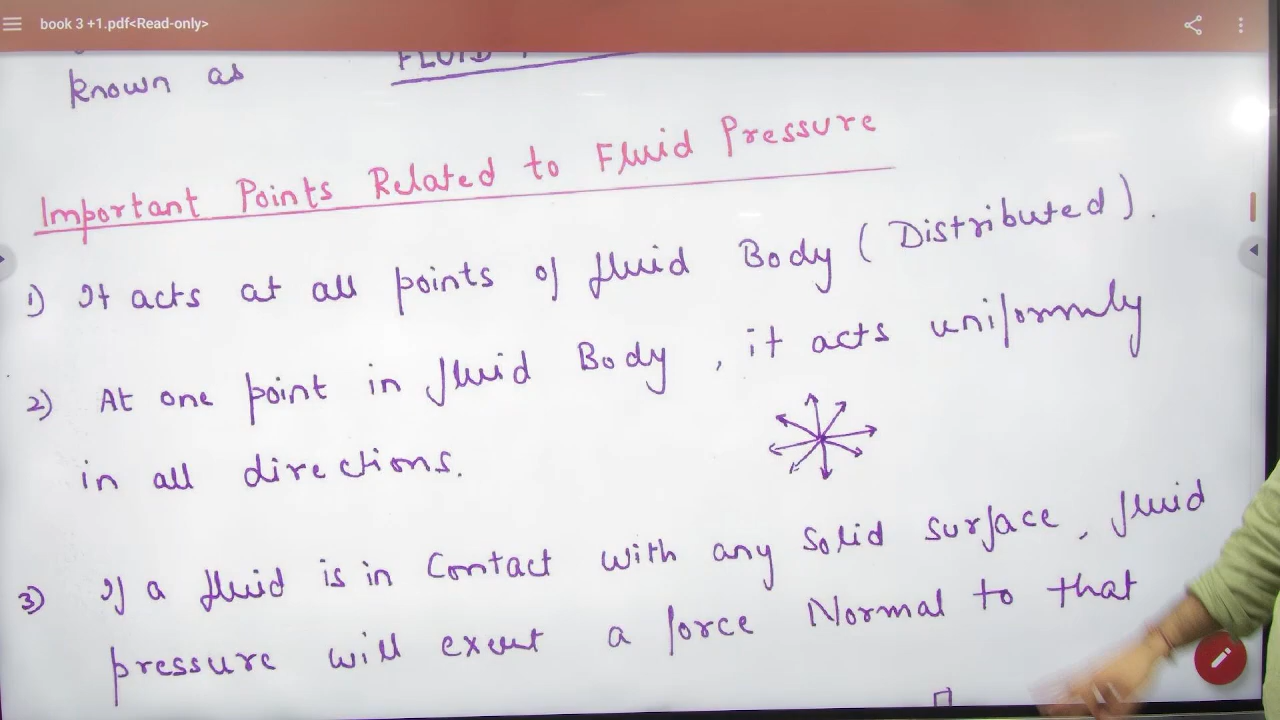 book 3 +1.pdf<Read-only>
known as
Important Points Related to Fluid Pressure
1) It acts at all points of fluid Body (Distributed).
2) At one point in fluid Body, it acts uniformly
in all directions.
3) If a fluid is in Contact with any Solid surface, fluid
pressure will exert a force Normal to that